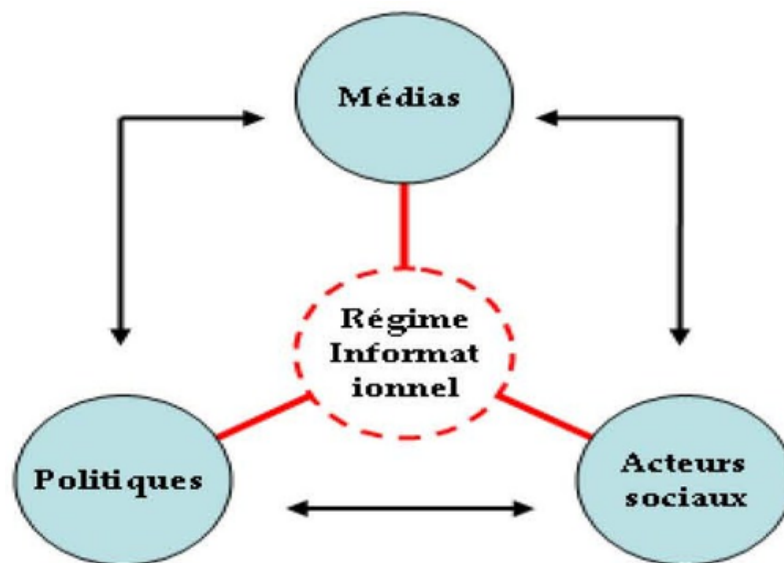 Médias
Régime
Informat
ionnel
Politiques
Acteurs
sociaux